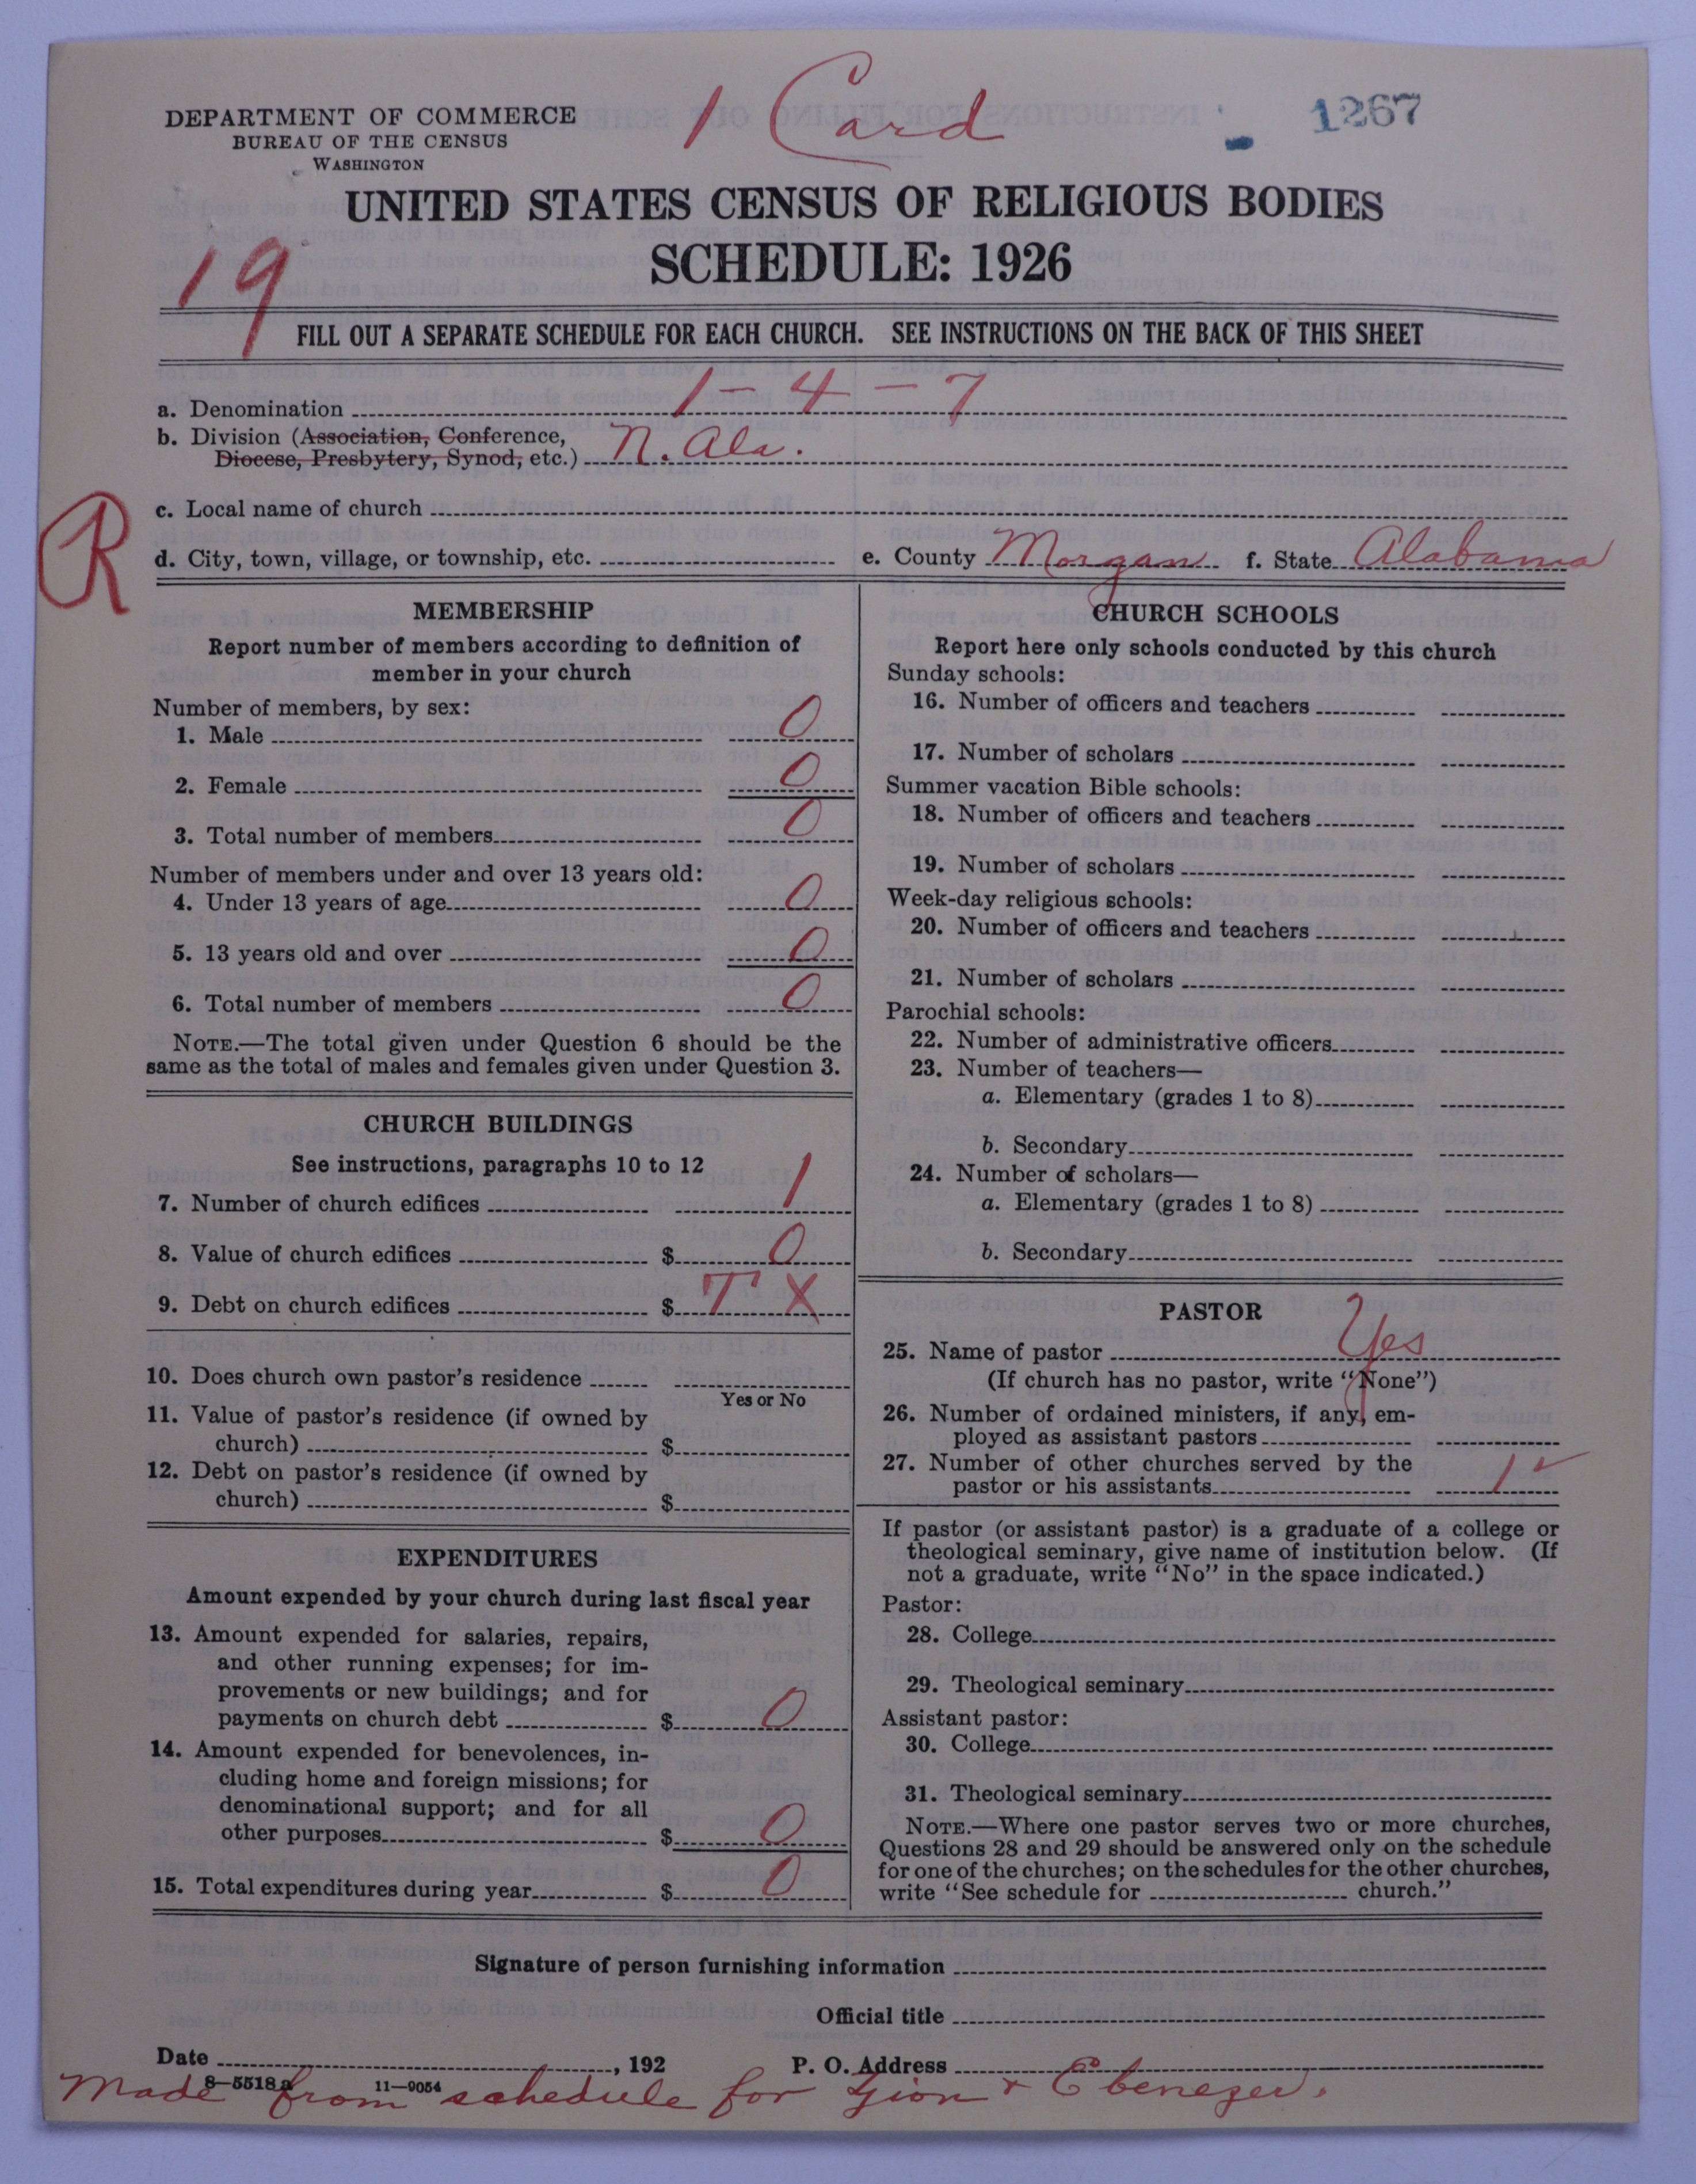 1 Card
1267
DEPARTMENT OF COMMERCE
BUREAU OF THE CENSUS
WASHINGTON
UNITED STATES CENSUS OF RELIGIOUS BODIES
SCHEDULE: 1926
19
FILL OUT A SEPARATE SCHEDULE FOR EACH CHURCH. SEE INSTRUCTIONS ON THE BACK OF THIS SHEET
a. Denomination 1-4-7
b. Division (Association, Conference,
Diocese, Presbytery, Synod, etc.) N. Ala.
R
c. Local name of church
d. City, town, village, or township, etc. e. County Morgan f. State Alabama
MEMBERSHIP
Report number of members according to definition of
member in your church
Number of members, by sex:
1. Male 0
2. Female 0
3. Total number of members 0
Number of members under and over 13 years old:
4. Under 13 years of age 0
5. 13 years old and over 0
6. Total number of members 0
NOTE.—The total given under Question 6 should be the
same as the total of males and females given under Question 3.
CHURCH BUILDINGS
See instructions, paragraphs 10 to 12
7. Number of church edifices 1
8. Value of church edifices $ 0
9. Debt on church edifices $ T X
10. Does church own pastor's residence
Yes or No
11. Value of pastor's residence (if owned by
church) $
12. Debt on pastor's residence (if owned by
church) $
EXPENDITURES
Amount expended by your church during last fiscal year
13. Amount expended for salaries, repairs,
and other running expenses; for im-
provements or new buildings; and for
payments on church debt $ 0
14. Amount expended for benevolences, in-
cluding home and foreign missions; for
denominational support; and for all
other purposes $ 0
15. Total expenditures during year $ 0
CHURCH SCHOOLS
Report here only schools conducted by this church
Sunday schools:
16. Number of officers and teachers
17. Number of scholars
Summer vacation Bible schools:
18. Number of officers and teachers
19. Number of scholars
Week-day religious schools:
20. Number of officers and teachers
21. Number of scholars
Parochial schools:
22. Number of administrative officers
23. Number of teachers—
a. Elementary (grades 1 to 8)
b. Secondary
24. Number of scholars—
a. Elementary (grades 1 to 8)
b. Secondary
PASTOR
25. Name of pastor Yes
(If church has no pastor, write "None")
26. Number of ordained ministers, if any, em-
ployed as assistant pastors
27. Number of other churches served by the
pastor or his assistants 1 ✓
If pastor (or assistant pastor) is a graduate of a college or
theological seminary, give name of institution below. (If
not a graduate, write "No" in the space indicated.)
Pastor:
28. College
29. Theological seminary
Assistant pastor:
30. College
31. Theological seminary
NOTE.—Where one pastor serves two or more churches,
Questions 28 and 29 should be answered only on the schedule
for one of the churches; on the schedules for the other churches,
write "See schedule for church."
Signature of person furnishing information
Official title
Date , 192 P. O. Address
8—5518a 11—9054
Made from schedule for Zion + Ebenezer.